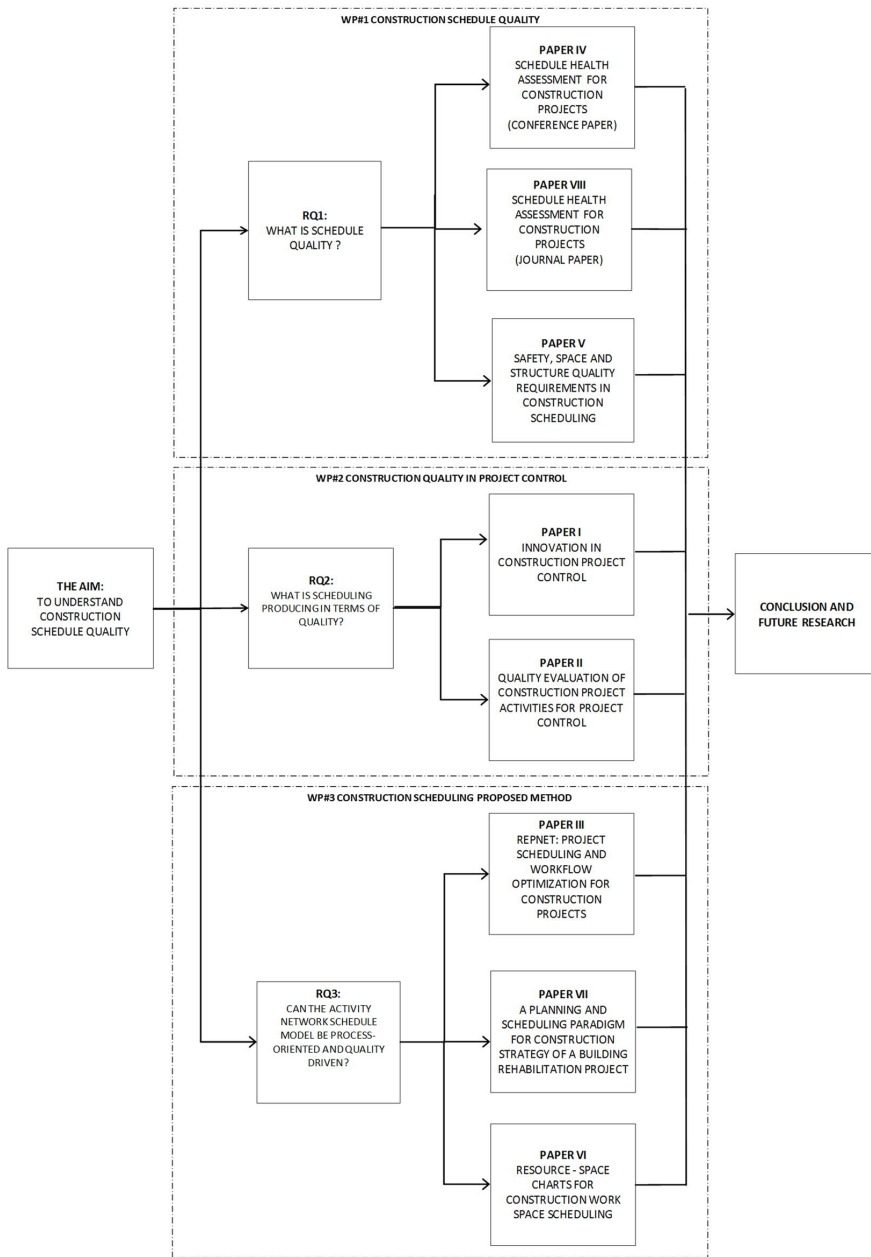 WP#1 CONSTRUCTION SCHEDULE QUALITY
PAPER IV
SCHEDULE HEALTH
ASSESSMENT FOR
CONSTRUCTION
PROJECTS
(CONFERENCE PAPER)
RQ1:
WHAT IS SCHEDULE
QUALITY ?
PAPER VIII
SCHEDULE HEALTH
ASSESSMENT FOR
CONSTRUCTION
PROJECTS
(JOURNAL PAPER)
PAPER V
SAFETY, SPACE AND
STRUCTURE QUALITY
REQUIREMENTS IN
CONSTRUCTION
SCHEDULING
WP#2 CONSTRUCTION QUALITY IN PROJECT CONTROL
THE AIM:
TO UNDERSTAND
CONSTRUCTION
SCHEDULE QUALITY
RQ2:
WHAT IS SCHEDULING
PRODUCING IN TERMS OF
QUALITY?
PAPER I
INNOVATION IN
CONSTRUCTION PROJECT
CONTROL
PAPER II
QUALITY EVALUATION OF
CONSTRUCTION PROJECT
ACTIVITIES FOR PROJECT
CONTROL
CONCLUSION AND
FUTURE RESEARCH
WP#3 CONSTRUCTION SCHEDULING PROPOSED METHOD
PAPER III
REPNET: PROJECT
SCHEDULING AND
WORKFLOW
OPTIMIZATION FOR
CONSTRUCTION
PROJECTS
RQ3:
CAN THE ACTIVITY
NETWORK SCHEDULE
MODEL BE PROCESS-
ORIENTED AND QUALITY
DRIVEN?
PAPER VII
A PLANNING AND
SCHEDULING PARADIGM
FOR CONSTRUCTION
STRATEGY OF A BUILDING
REHABILITATION PROJECT
PAPER VI
RESOURCE - SPACE
CHARTS FOR
CONSTRUCTION WORK
SPACE SCHEDULING